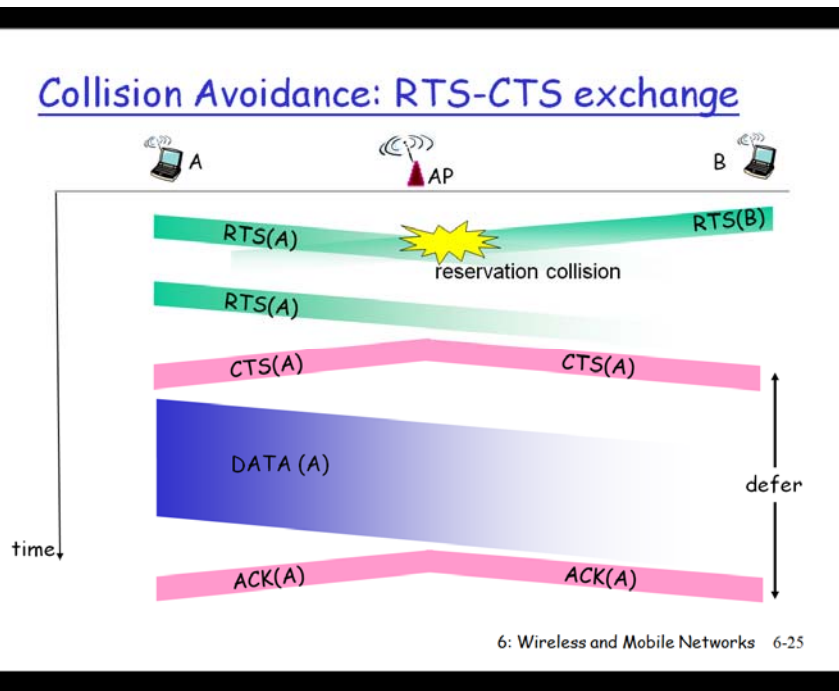 Collision Avoidance: RTS-CTS exchange
A
AP
B
RTS(A)
RTS(B)
reservation collision
RTS(A)
CTS(A)
CTS(A)
DATA (A)
defer
time
ACK(A)
ACK(A)
6: Wireless and Mobile Networks 6-25